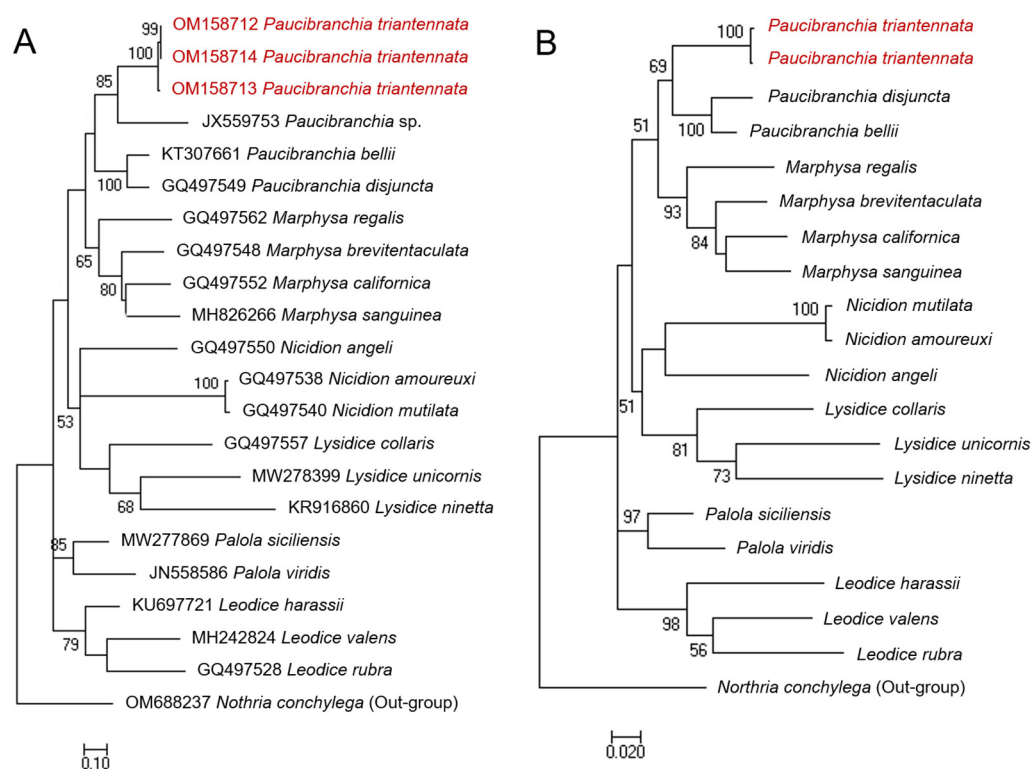 A
99
OM158712 Paucibranchia triantennata
100
OM158714 Paucibranchia triantennata
OM158713 Paucibranchia triantennata
85
JX559753 Paucibranchia sp.
KT307661 Paucibranchia bellii
100
GQ497549 Paucibranchia disjuncta
GQ497562 Marphysa regalis
65
GQ497548 Marphysa brevitentaculata
80
GQ497552 Marphysa californica
MH826266 Marphysa sanguinea
GQ497550 Nicidion angeli
100
GQ497538 Nicidion amoureuxi
GQ497540 Nicidion mutilata
53
GQ497557 Lysidice collaris
MW278399 Lysidice unicornis
68
KR916860 Lysidice ninetta
85
MW277869 Palola siciliensis
JN558586 Palola viridis
KU697721 Leodice harassii
79
MH242824 Leodice valens
GQ497528 Leodice rubra
OM688237 Nothria conchylega (Out-group)
0.10
B
100
Paucibranchia triantennata
Paucibranchia triantennata
69
Paucibranchia disjuncta
100
Paucibranchia bellii
51
Marphysa regalis
93
Marphysa brevitentaculata
84
Marphysa californica
Marphysa sanguinea
100
Nicidion mutilata
Nicidion amoureuxi
Nicidion angeli
51
Lysidice collaris
81
Lysidice unicornis
73
Lysidice ninetta
97
Palola siciliensis
Palola viridis
Leodice harassii
98
Leodice valens
56
Leodice rubra
Northria conchylega (Out-group)
0.020